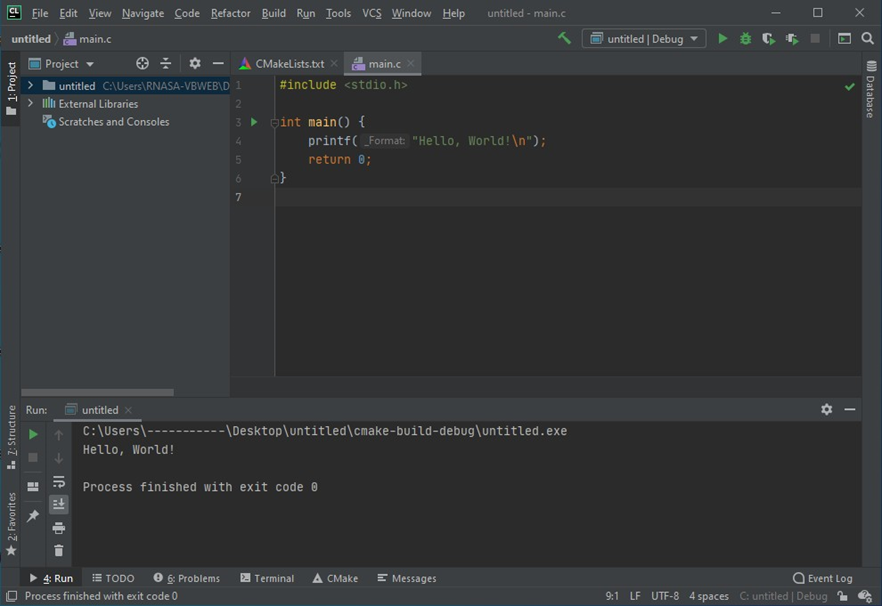 CL File Edit View Navigate Code Refactor Build Run Tools VCS Window Help untitled - main.c
untitled main.c untitled | Debug
1: Project
Project
untitled C:\Users\RNASA-VBWEB\D
External Libraries
Scratches and Consoles
CMakeLists.txt main.c
1 #include <stdio.h>
2
3 int main() {
4 printf( _Format: "Hello, World!\n");
5 return 0;
6 }
7
Database
Z: Structure
2: Favorites
Run: untitled
C:\Users\-----------\Desktop\untitled\cmake-build-debug\untitled.exe
Hello, World!
Process finished with exit code 0
4: Run TODO 6: Problems Terminal CMake Messages Event Log
Process finished with exit code 0 9:1 LF UTF-8 4 spaces C: untitled | Debug